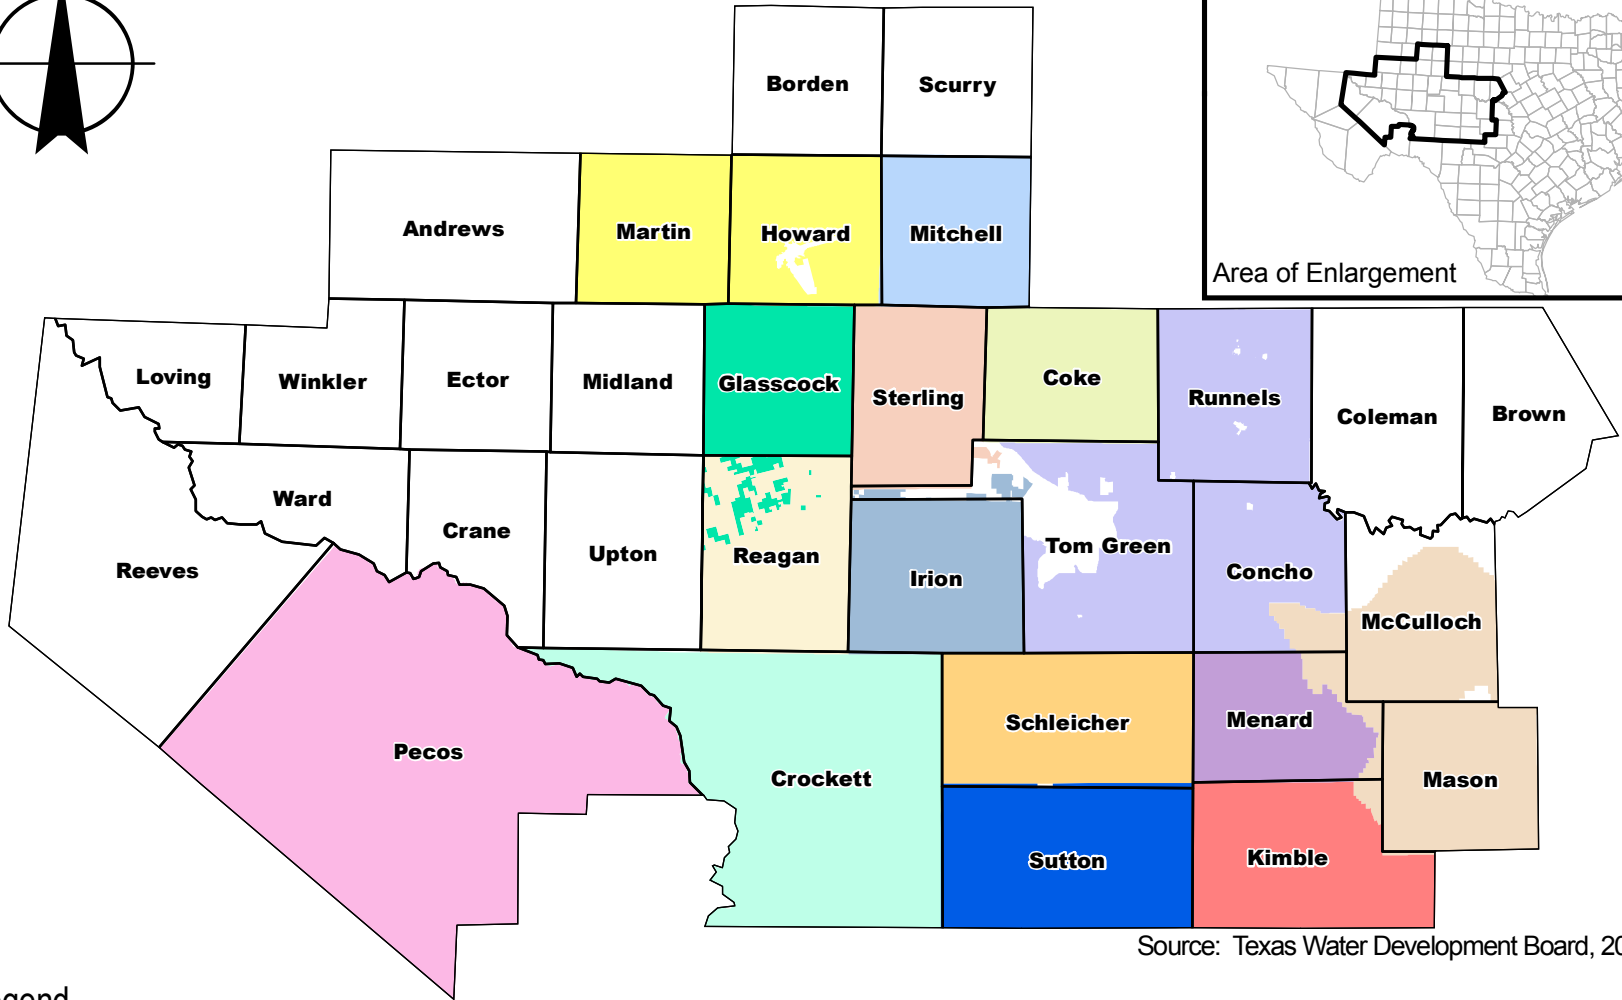 Borden
Scurry
Andrews
Martin
Howard
Mitchell
Area of Enlargement
Loving
Winkler
Ector
Midland
Glasscock
Sterling
Coke
Runnels
Coleman
Brown
Ward
Crane
Upton
Reagan
Irion
Tom Green
Concho
McCulloch
Reeves
Pecos
Crockett
Schleicher
Menard
Mason
Sutton
Kimble
Source: Texas Water Development Board,